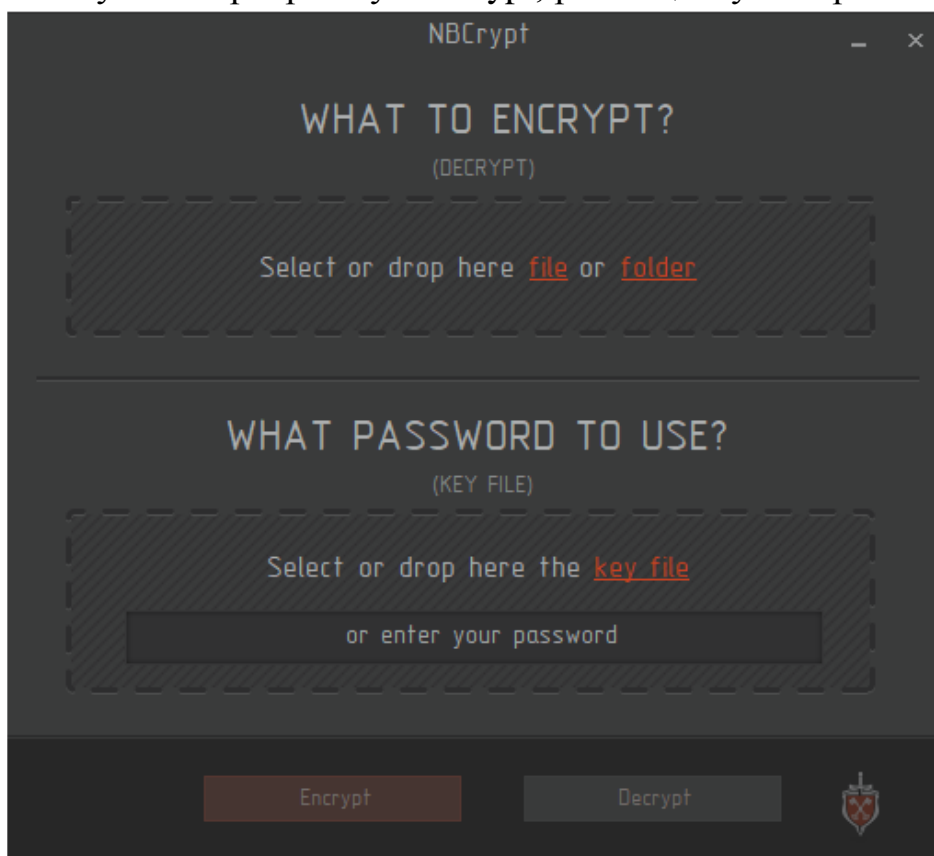 NBCrypt
WHAT TO ENCRYPT?
(DECRYPT)
Select or drop here file or folder
WHAT PASSWORD TO USE?
(KEY FILE)
Select or drop here the key file
or enter your password
Encrypt
Decrypt